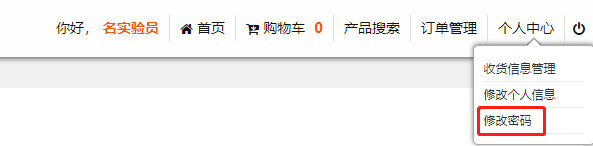 你好， 名实验员 首页 购物车 0 产品搜索 订单管理 个人中心
收货信息管理
修改个人信息
修改密码